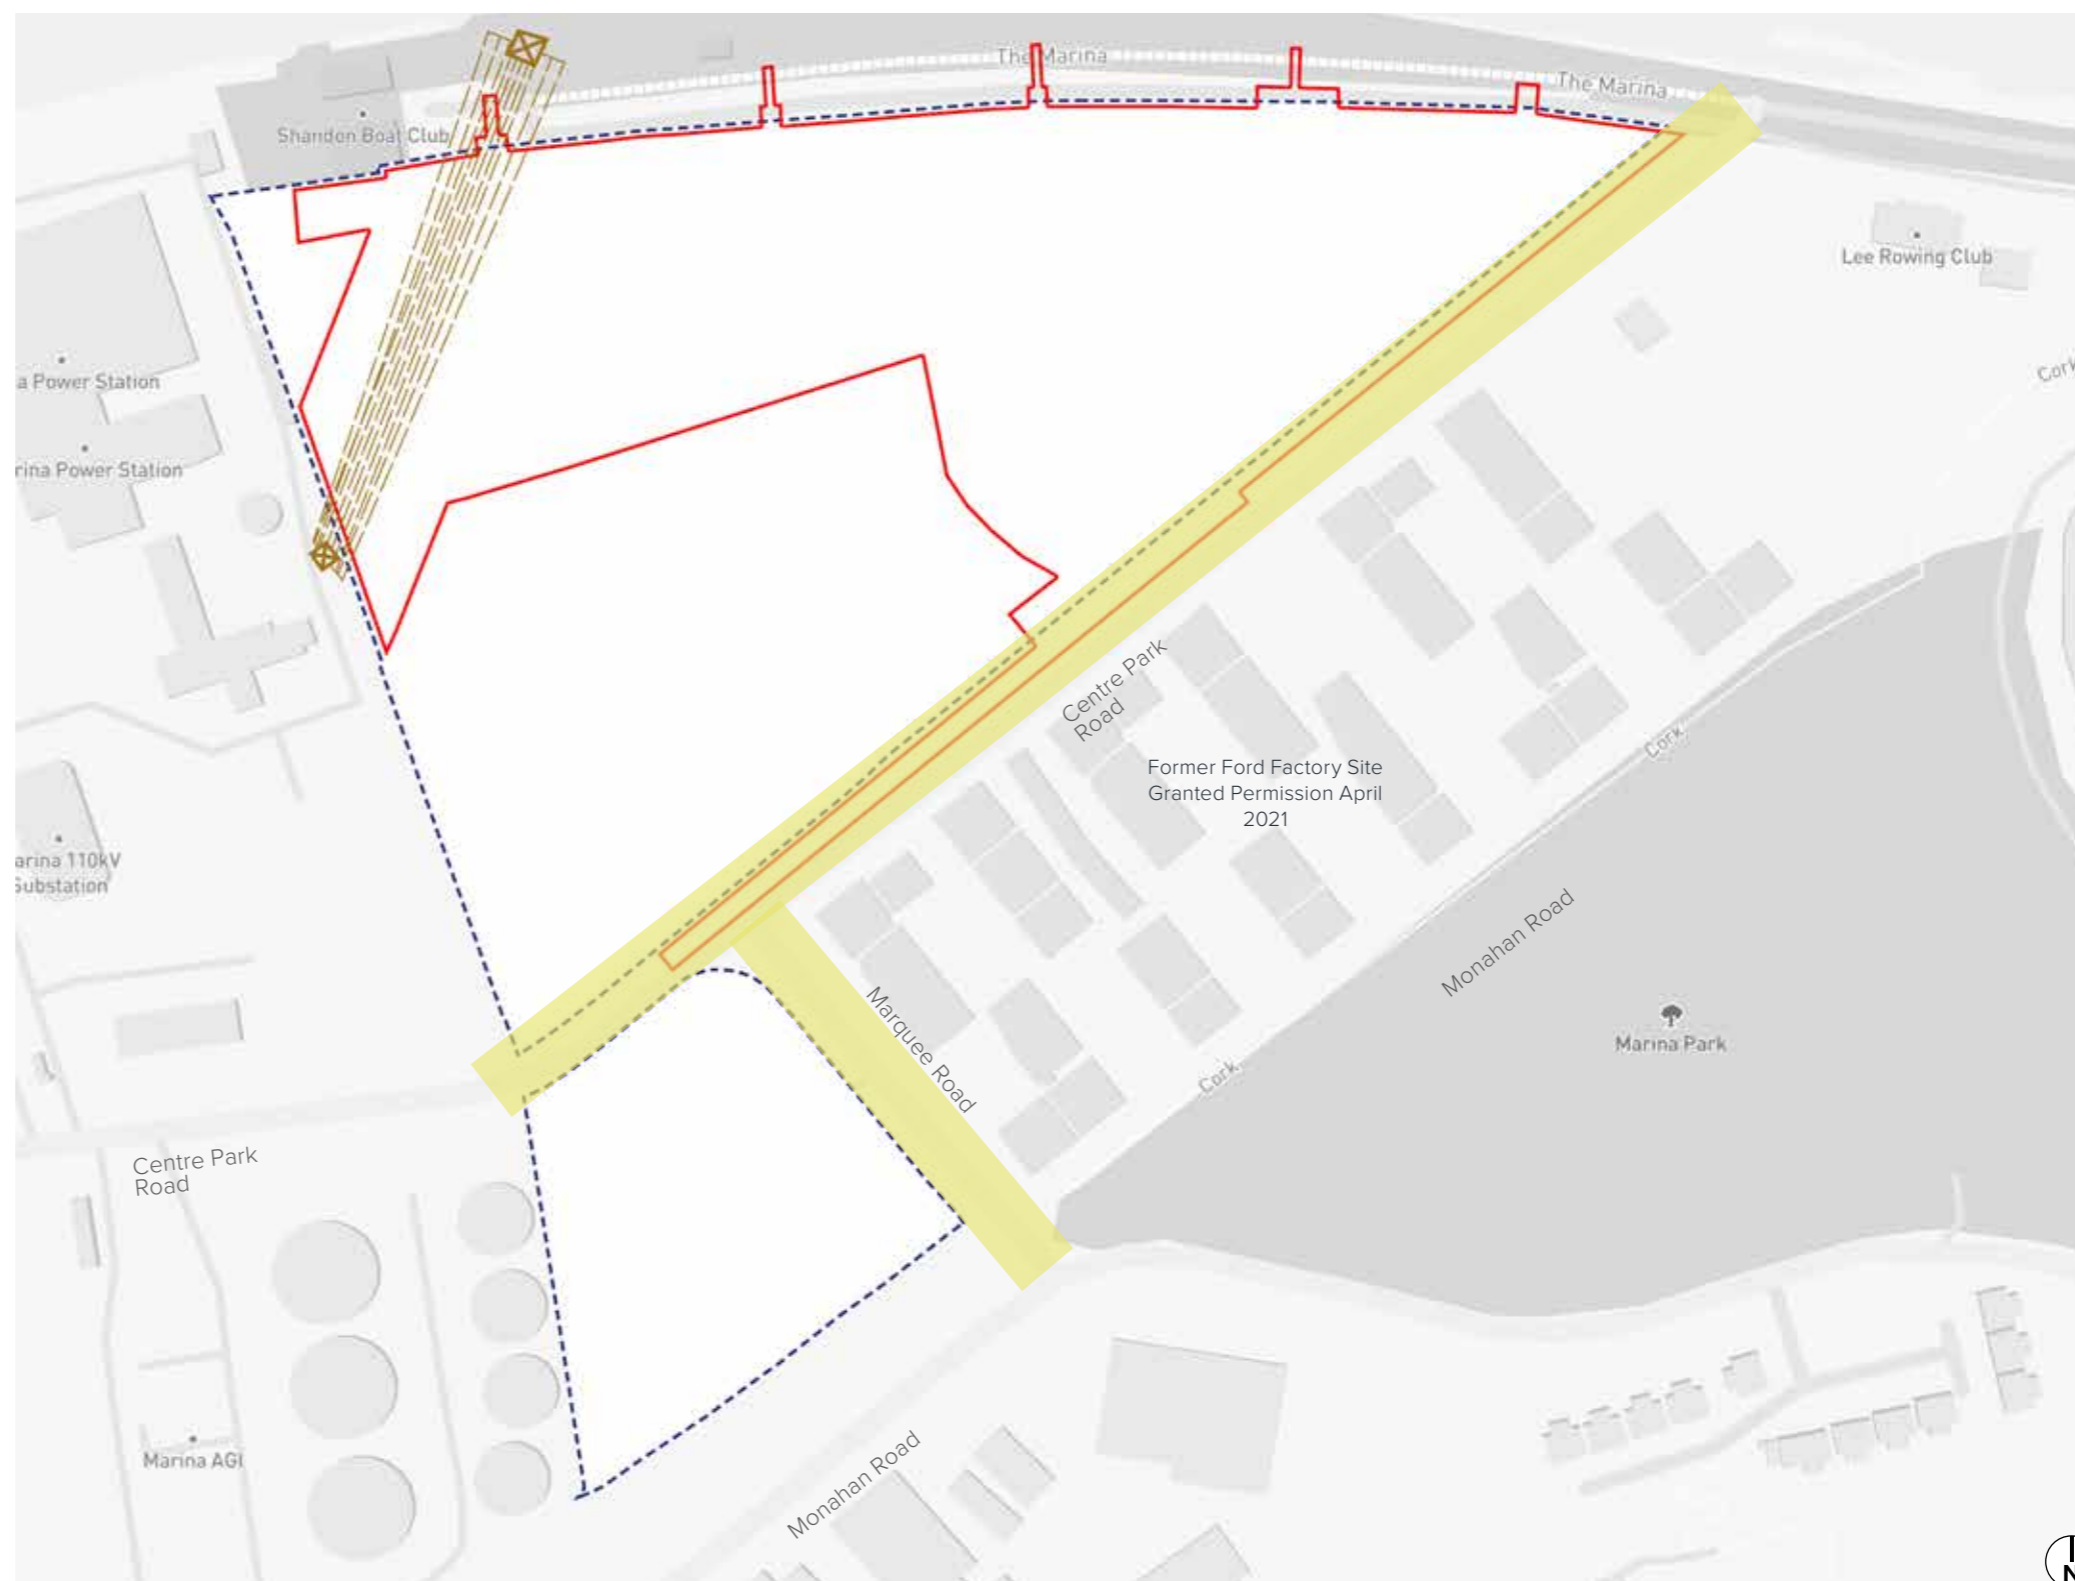 The Marina
The Marina
Shandon Boat Club
Lee Rowing Club
a Power Station
Cork
rina Power Station
Centre Park
Road
Former Ford Factory Site
Granted Permission April
2021
Cork
arina 110kV
Substation
Monahan Road
Marquee Road
Marina Park
Cork
Centre Park
Road
Marina AGI
Monahan Road
N